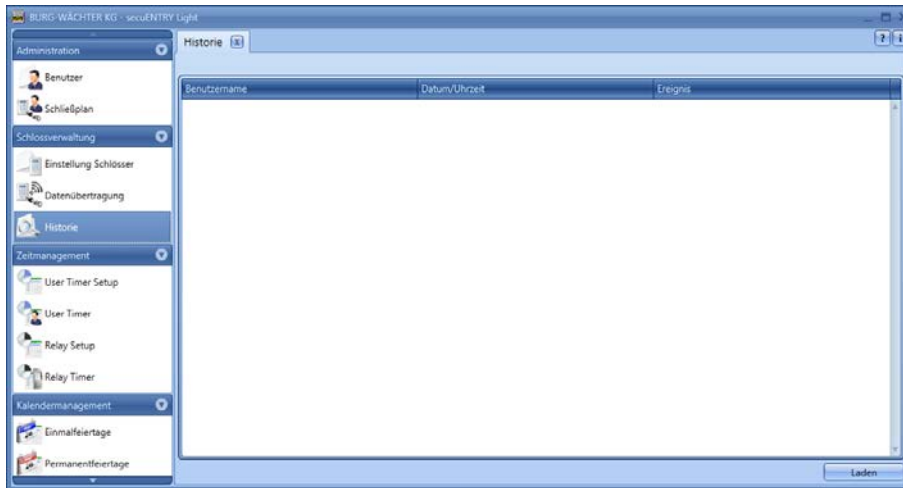 BURG-WÄCHTER KG - secuENTRY Light
Administration
Benutzer
Schließplan
Schlossverwaltung
Einstellung Schlösser
Datenübertragung
Historie
Zeitmanagement
User Timer Setup
User Timer
Relay Setup
Relay Timer
Kalendermanagement
Einmalfeiertage
Permanentfeiertage
Historie
?
i
Benutzername
Datum/Uhrzeit
Ereignis
Laden